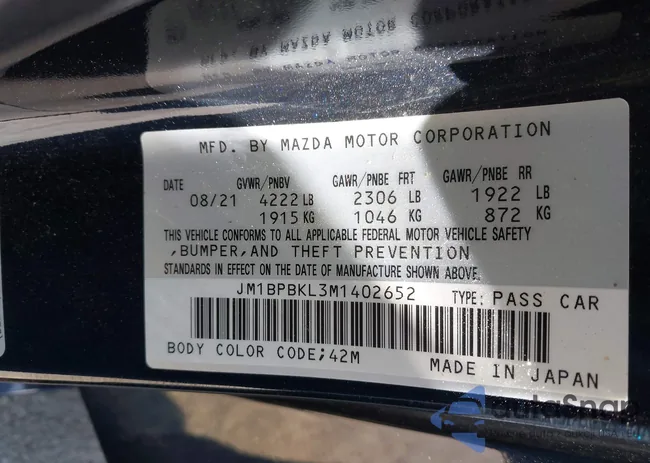 MFD. BY MAZDA MOTOR CORPORATION
DATE GVWR/PNBV GAWR/PNBE FRT GAWR/PNBE RR
08/21 4222 LB 2306 LB 1922 LB
1915 KG 1046 KG 872 KG
THIS VEHICLE CONFORMS TO ALL APPLICABLE FEDERAL MOTOR VEHICLE SAFETY
,BUMPER,AND THEFT PREVENTION
STANDARDS IN EFFECT ON THE DATE OF MANUFACTURE SHOWN ABOVE.
JM1BPBKL3M1402652 TYPE: PASS CAR
BODY COLOR CODE;42M MADE IN JAPAN
autoSnap